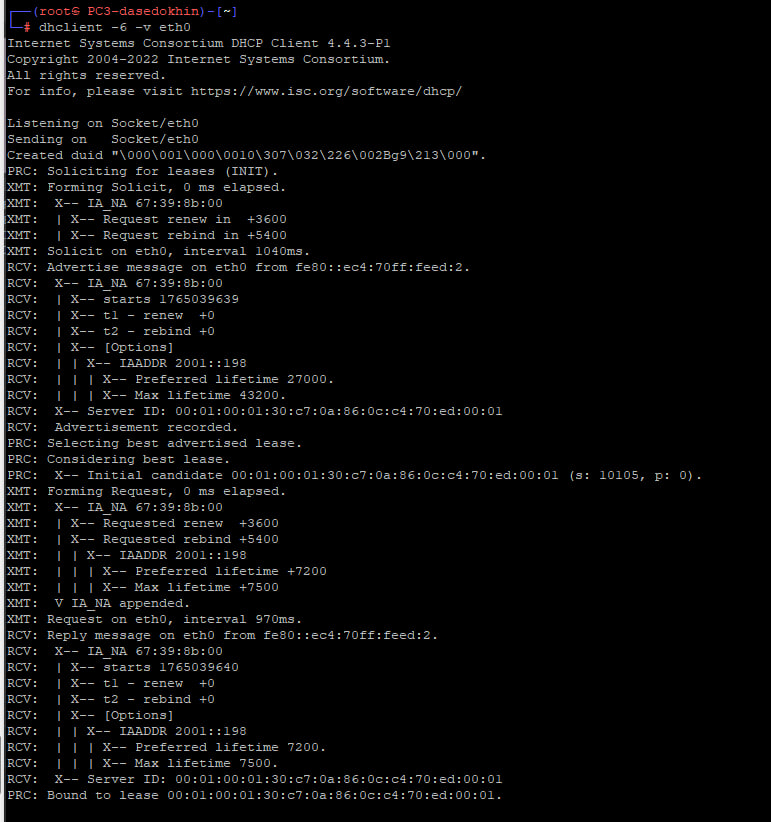 ┌──(root㉿ PC3-dasedokhin)-[~]
└─# dhclient -6 -v eth0
Internet Systems Consortium DHCP Client 4.4.3-P1
Copyright 2004-2022 Internet Systems Consortium.
All rights reserved.
For info, please visit https://www.isc.org/software/dhcp/

Listening on Socket/eth0
Sending on   Socket/eth0
Created duid "\000\001\000\0010\307\032\226\002Bg9\213\000".
PRC: Soliciting for leases (INIT).
XMT: Forming Solicit, 0 ms elapsed.
XMT:  X-- IA_NA 67:39:8b:00
XMT:  | X-- Request renew in  +3600
XMT:  | X-- Request rebind in +5400
XMT: Solicit on eth0, interval 1040ms.
RCV: Advertise message on eth0 from fe80::ec4:70ff:feed:2.
RCV:  X-- IA_NA 67:39:8b:00
RCV:  | X-- starts 1765039639
RCV:  | X-- t1 - renew  +0
RCV:  | X-- t2 - rebind +0
RCV:  | X-- [Options]
RCV:  | | X-- IAADDR 2001::198
RCV:  | | | X-- Preferred lifetime 27000.
RCV:  | | | X-- Max lifetime 43200.
RCV:  X-- Server ID: 00:01:00:01:30:c7:0a:86:0c:c4:70:ed:00:01
RCV:  Advertisement recorded.
PRC: Selecting best advertised lease.
PRC: Considering best lease.
PRC:  X-- Initial candidate 00:01:00:01:30:c7:0a:86:0c:c4:70:ed:00:01 (s: 10105, p: 0).
XMT: Forming Request, 0 ms elapsed.
XMT:  X-- IA_NA 67:39:8b:00
XMT:  | X-- Requested renew  +3600
XMT:  | X-- Requested rebind +5400
XMT:  | | X-- IAADDR 2001::198
XMT:  | | | X-- Preferred lifetime +7200
XMT:  | | | X-- Max lifetime +7500
XMT:  V IA_NA appended.
XMT: Request on eth0, interval 970ms.
RCV: Reply message on eth0 from fe80::ec4:70ff:feed:2.
RCV:  X-- IA_NA 67:39:8b:00
RCV:  | X-- starts 1765039640
RCV:  | X-- t1 - renew  +0
RCV:  | X-- t2 - rebind +0
RCV:  | X-- [Options]
RCV:  | | X-- IAADDR 2001::198
RCV:  | | | X-- Preferred lifetime 7200.
RCV:  | | | X-- Max lifetime 7500.
RCV:  X-- Server ID: 00:01:00:01:30:c7:0a:86:0c:c4:70:ed:00:01
PRC: Bound to lease 00:01:00:01:30:c7:0a:86:0c:c4:70:ed:00:01.